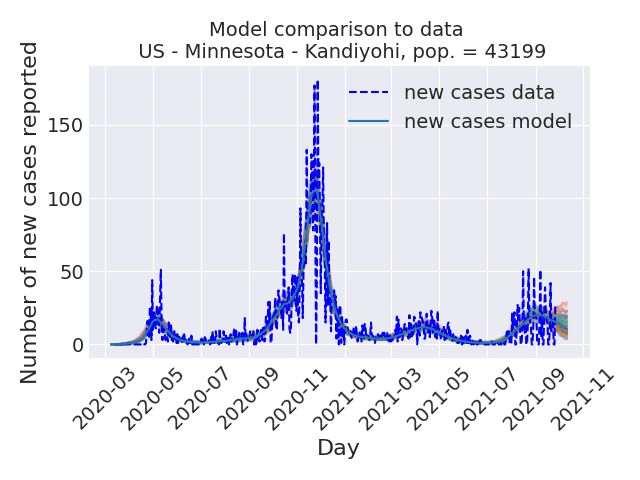 Model comparison to data
US - Minnesota - Kandiyohi, pop. = 43199
Number of new cases reported
150
100
50
0
new cases data
new cases model
2020-03
2020-05
2020-07
2020-09
2020-11
2021-01
2021-03
2021-05
2021-07
2021-09
2021-11
Day